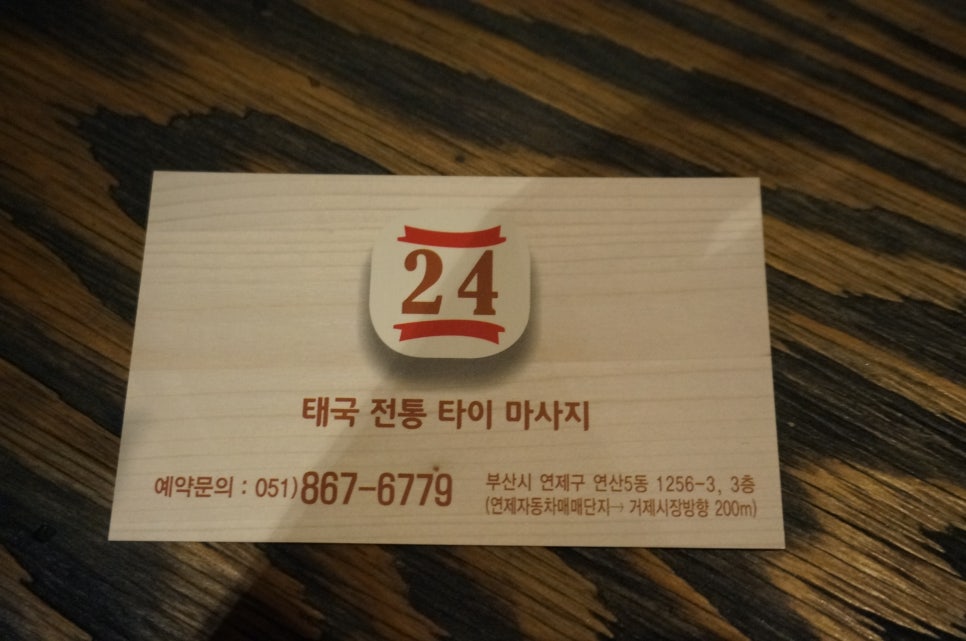 24
태국 전통 타이 마사지
예약문의 : 051)867-6779
부산시 연제구 연산5동 1256-3, 3층
(연제자동차매매단지→ 거제시장방향 200m)